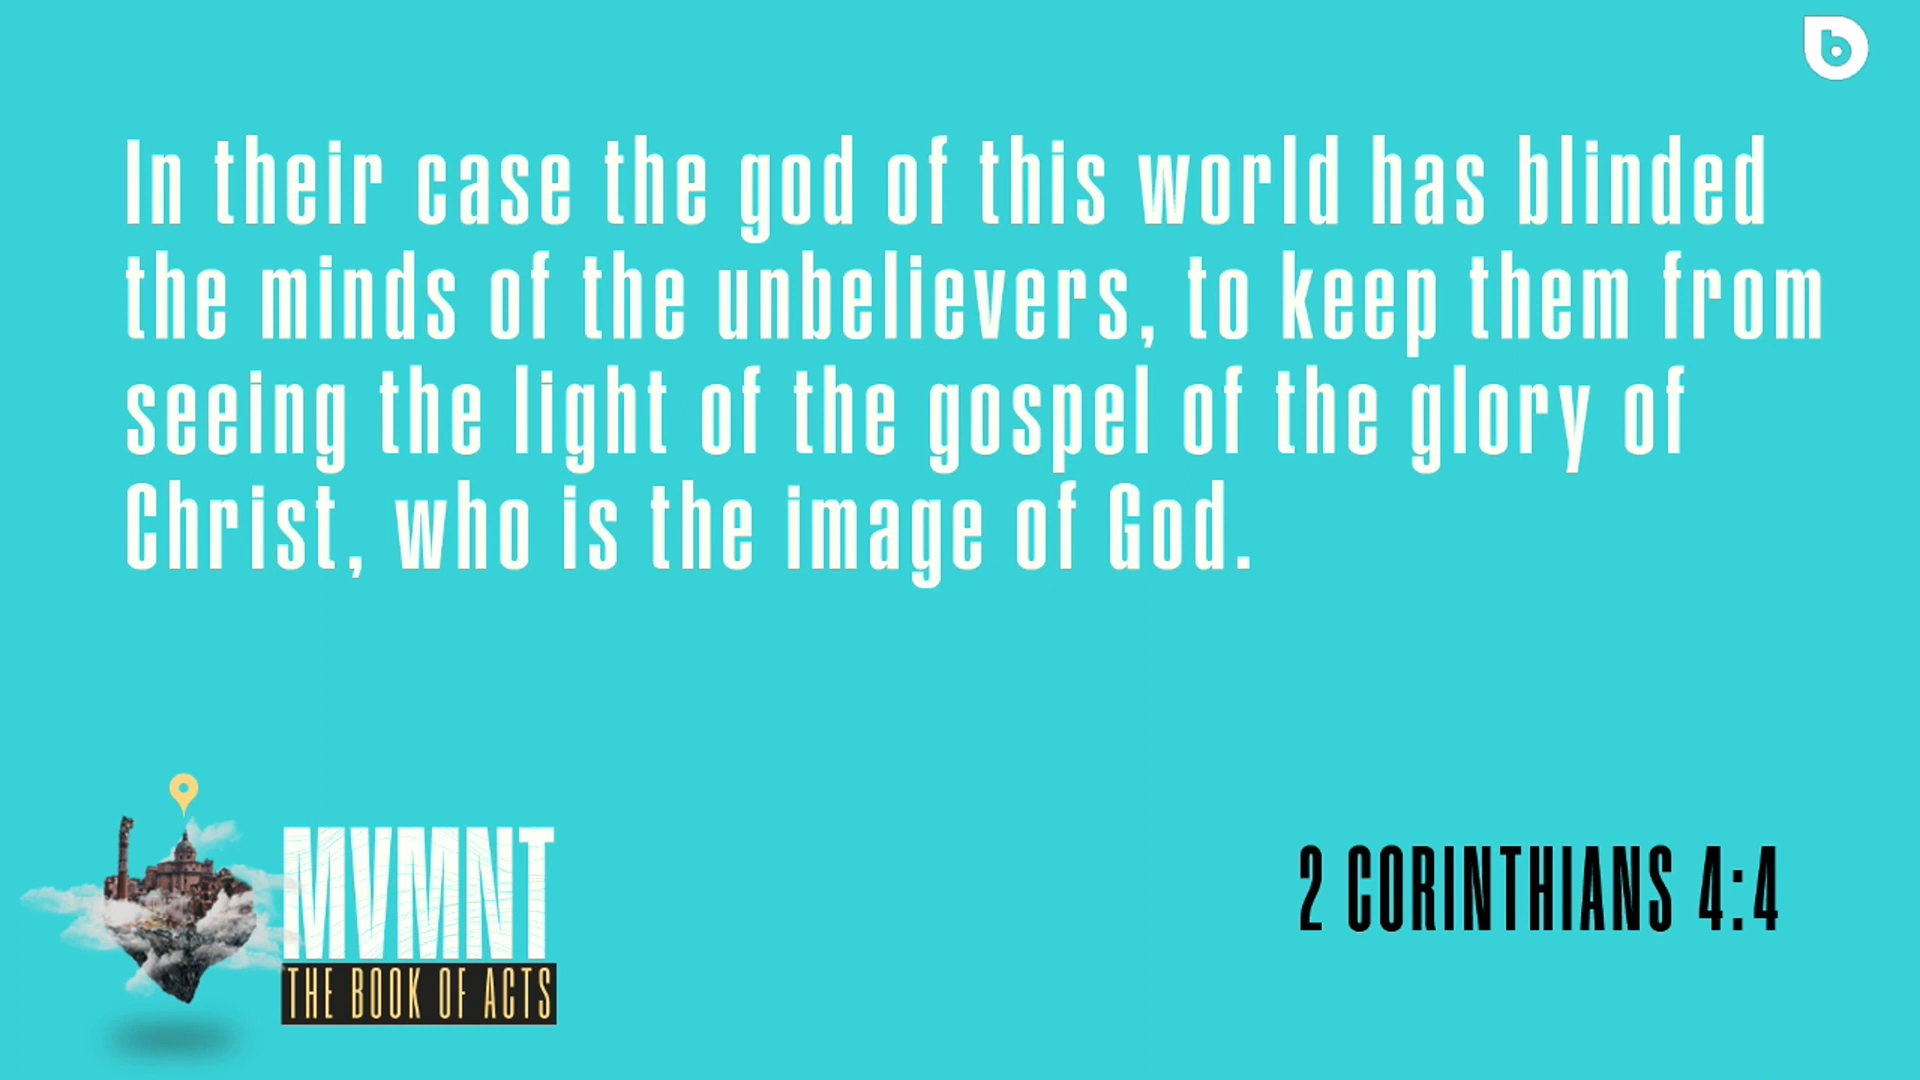 b
In their case the god of this world has blinded
the minds of the unbelievers, to keep them from
seeing the light of the gospel of the glory of
Christ, who is the image of God.
MVMNT
THE BOOK OF ACTS
2 CORINTHIANS 4:4